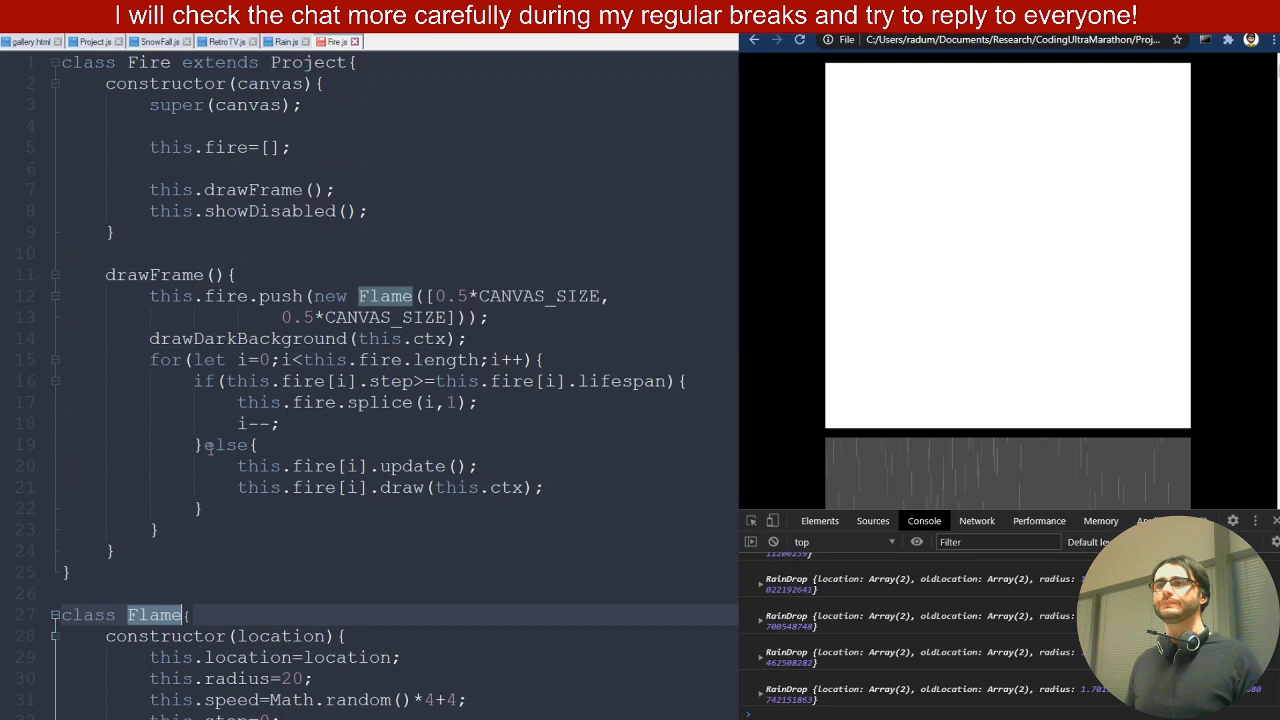 I will check the chat more carefully during my regular breaks and try to reply to everyone!
gallery.html Project.js SnowFall.js RetroTV.js Rain.js Fire.js
File C:/Users/radum/Documents/Research/CodingUltraMarathon/Proj...
1 class Fire extends Project{
2 constructor(canvas){
3 super(canvas);
4
5 this.fire=[];
6
7 this.drawFrame();
8 this.showDisabled();
9 }
10
11 drawFrame(){
12 this.fire.push(new Flame([0.5*CANVAS_SIZE,
13 0.5*CANVAS_SIZE]));
14 drawDarkBackground(this.ctx);
15 for(let i=0;i<this.fire.length;i++){
16 if(this.fire[i].step>=this.fire[i].lifespan){
17 this.fire.splice(i,1);
18 i--;
19 }else{
20 this.fire[i].update();
21 this.fire[i].draw(this.ctx);
22 }
23 }
24 }
25 }
26
27 class Flame{
28 constructor(location){
29 this.location=location;
30 this.radius=20;
31 this.speed=Math.random()*4+4;
this.step=0;
Elements Sources Console Network Performance Memory
top Filter Default
11200259}
RainDrop {location: Array(2), oldLocation: Array(2), radius:
022192641}
RainDrop {location: Array(2), oldLocation: Array(2), radius:
700548748}
RainDrop {location: Array(2), oldLocation: Array(2), radius:
462508282}
RainDrop {location: Array(2), oldLocation: Array(2), radius:
742151863}